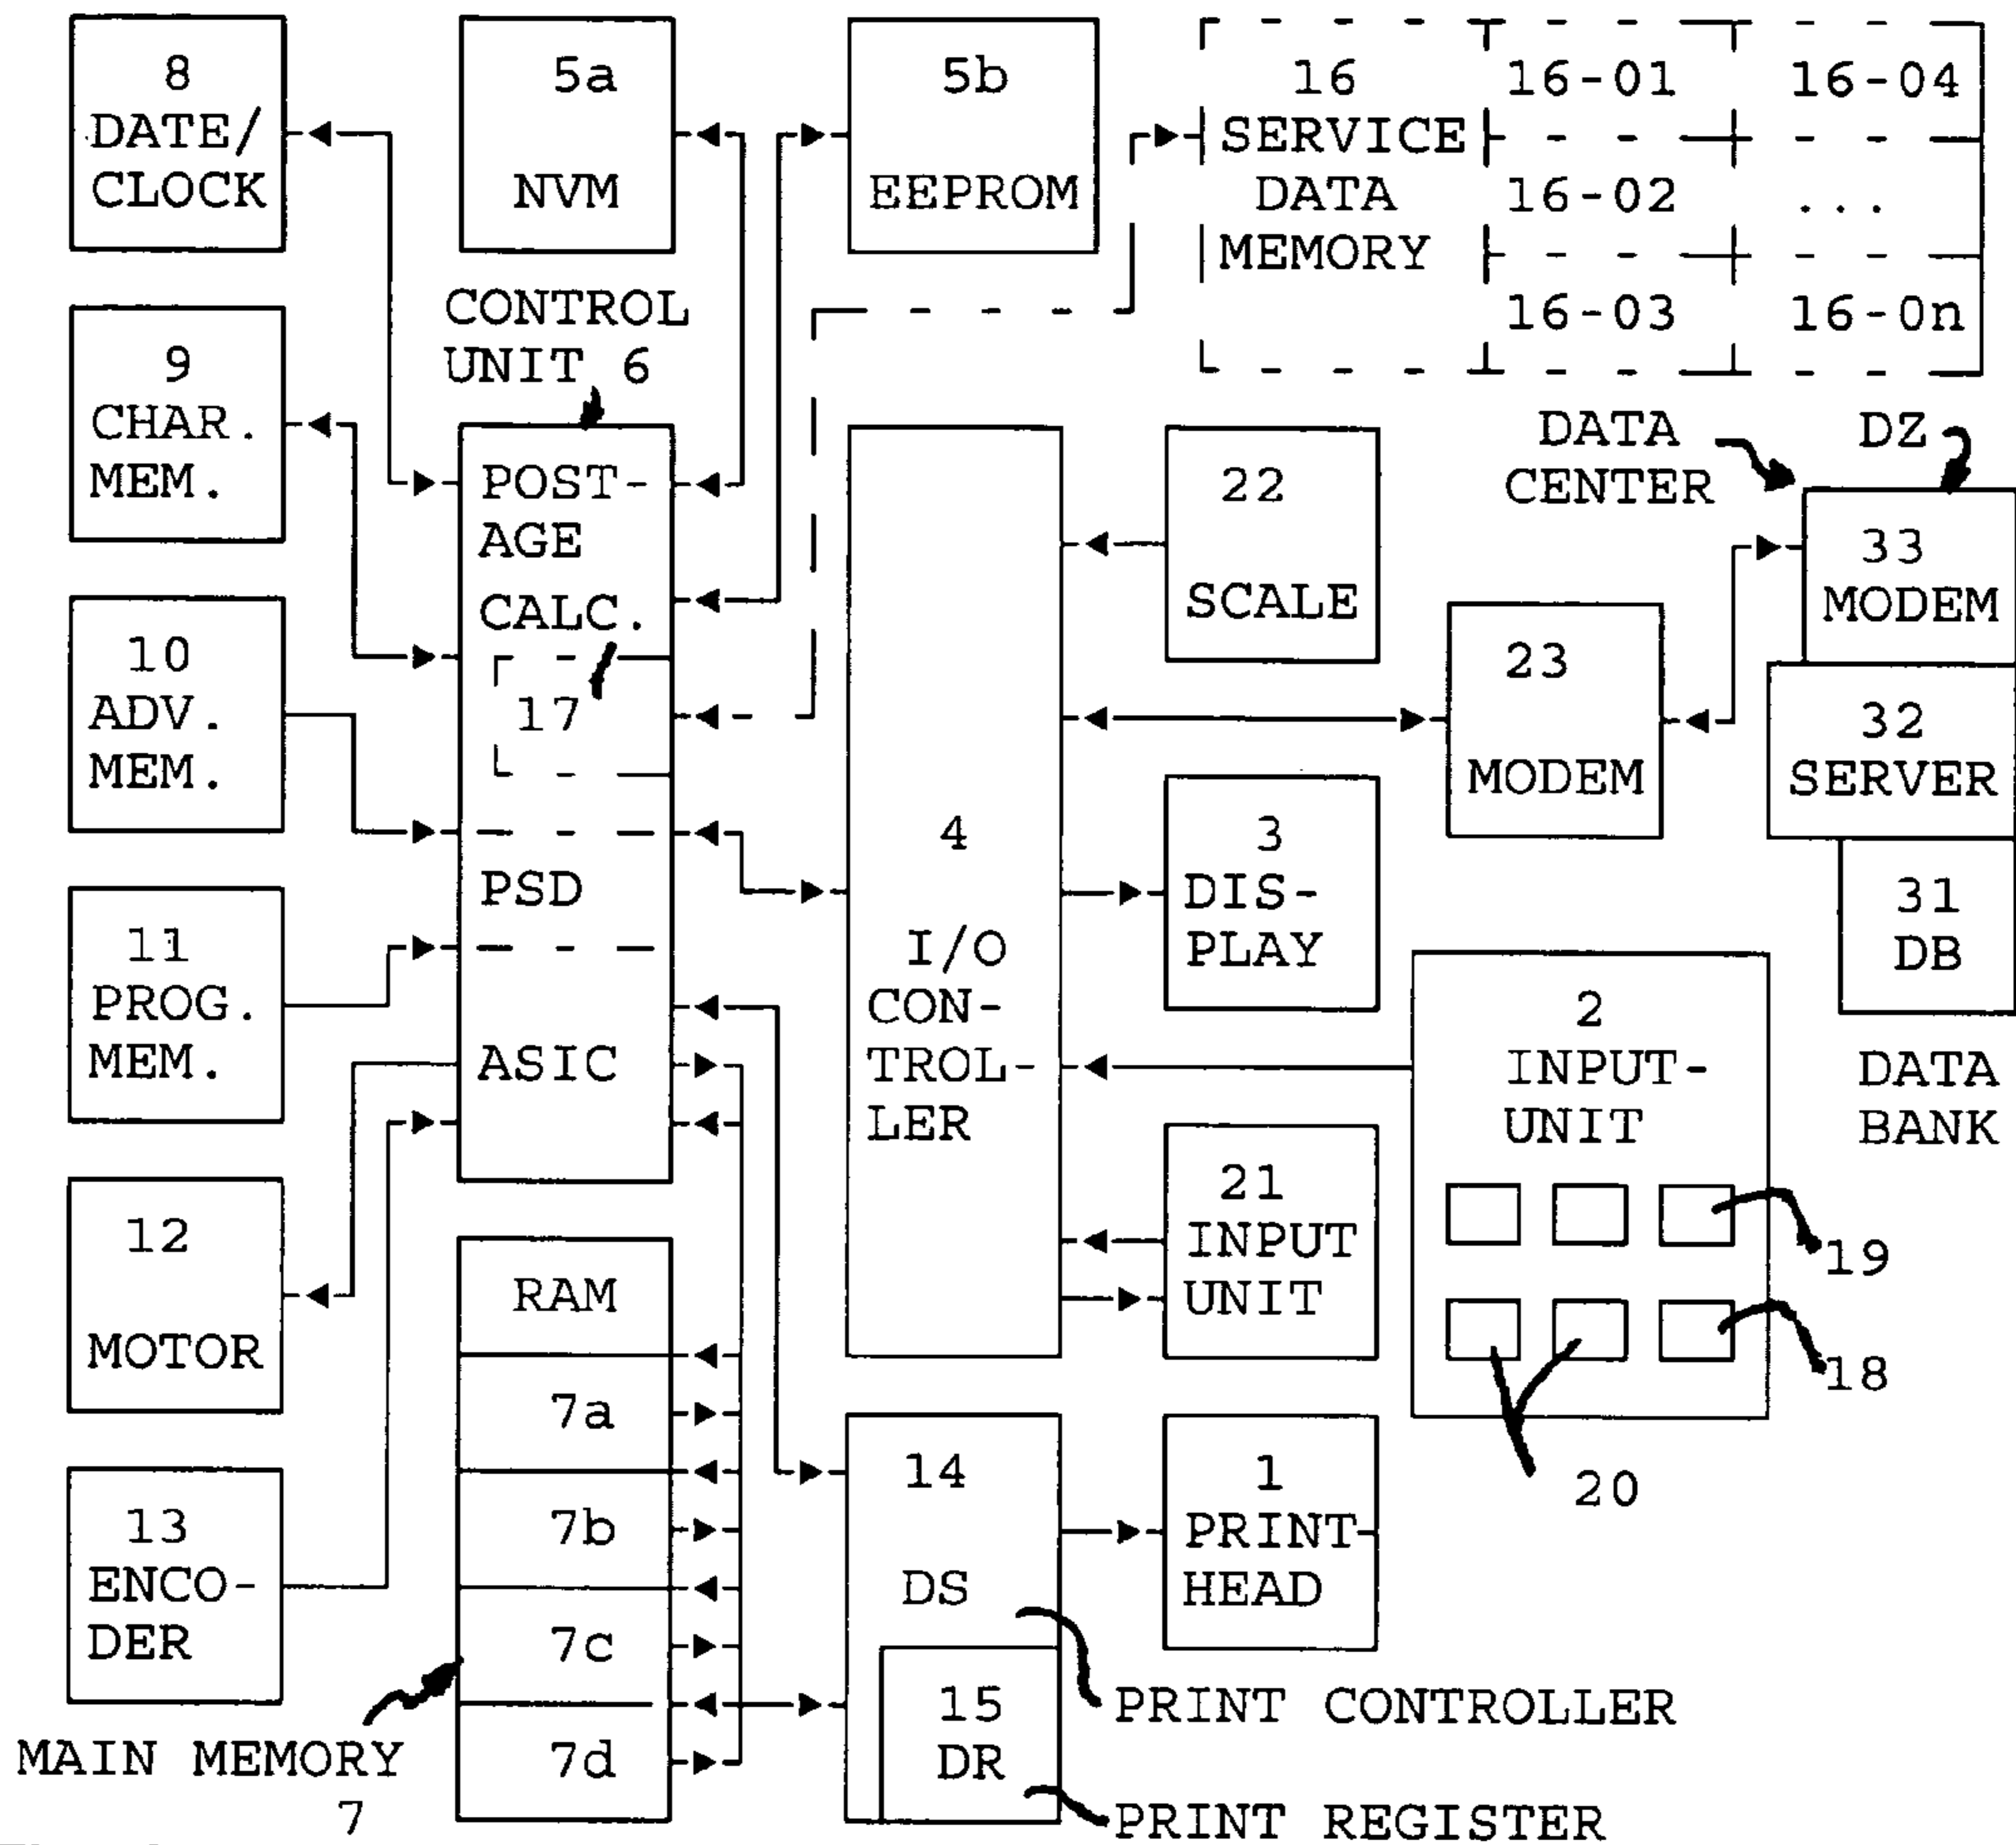 8
DATE/
CLOCK
5a
NVM
5b
EEPROM
16
SERVICE
DATA
MEMORY
16-01
16-02
16-03
16-04
...
16-0n
CONTROL
UNIT 6
9
CHAR.
MEM.
10
ADV.
MEM.
11
PROG.
MEM.
12
MOTOR
13
ENCO-
DER
POST-
AGE
CALC.
17
PSD
ASIC
RAM
7a
7b
7c
7d
MAIN MEMORY
7
4
I/O
CON-
TROL-
LER
22
SCALE
3
DIS-
PLAY
21
INPUT
UNIT
14
DS
15
DR
1
PRINT-
HEAD
PRINT CONTROLLER
PRINT REGISTER
23
MODEM
DATA
CENTER
DZ
33
MODEM
32
SERVER
31
DB
DATA
BANK
2
INPUT-
UNIT
19
18
20